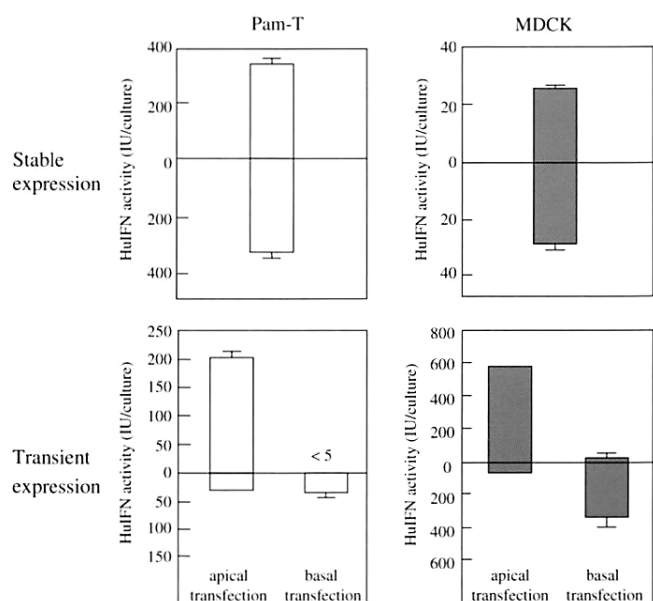 Pam-T
MDCK
Stable
expression
HuIFN activity (IU/culture)
400
200
0
200
400
HuIFN activity (IU/culture)
40
20
0
20
40
Transient
expression
HuIFN activity (IU/culture)
250
200
150
100
50
0
50
100
150
< 5
apical
transfection
basal
transfection
HuIFN activity (IU/culture)
800
600
400
200
0
200
400
600
apical
transfection
basal
transfection